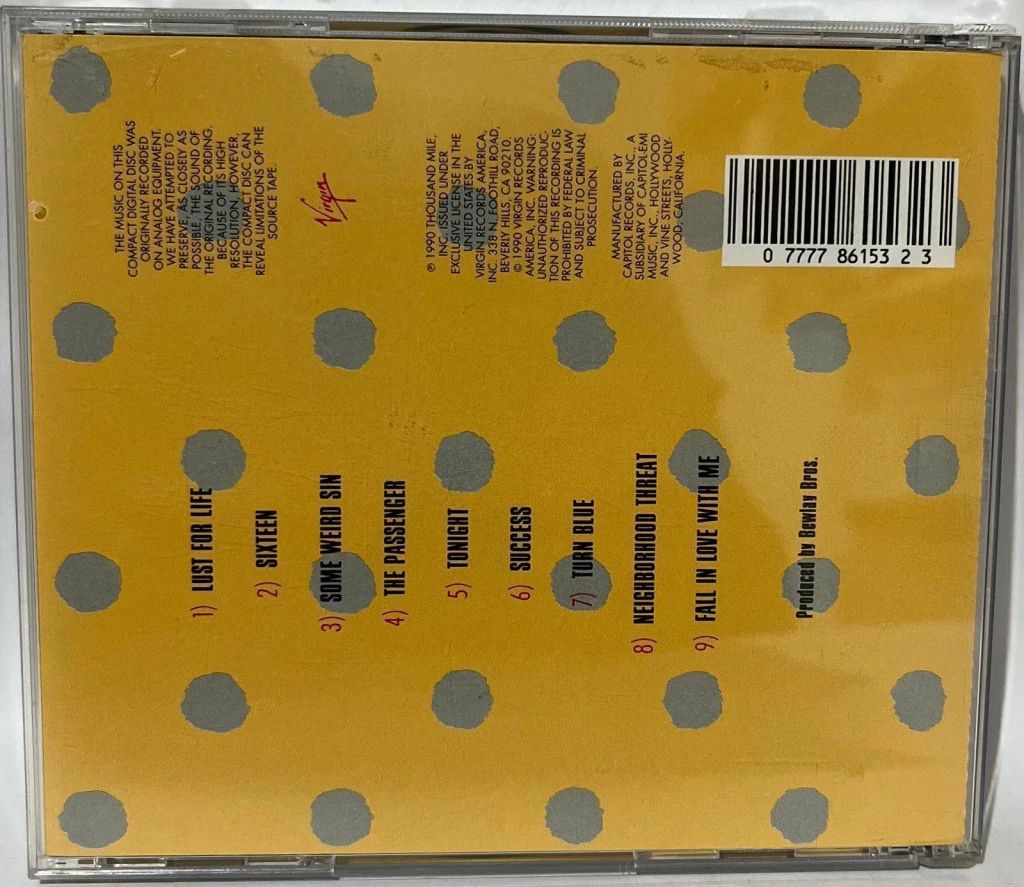 1) LUST FOR LIFE
2) SIXTEEN
3) SOME WEIRD SIN
4) THE PASSENGER
5) TONIGHT
6) SUCCESS
7) TURN BLUE
8) NEIGHBORHOOD THREAT
9) FALL IN LOVE WITH ME
Produced by Bewlay Bros.
THE MUSIC ON THIS
COMPACT DIGITAL DISC WAS
ORIGINALLY RECORDED
ON ANALOG EQUIPMENT.
WE HAVE ATTEMPTED TO
PRESERVE, AS CLOSELY AS
POSSIBLE, THE SOUND OF
THE ORIGINAL RECORDING.
BECAUSE OF ITS HIGH
RESOLUTION, HOWEVER,
THE COMPACT DISC CAN
REVEAL LIMITATIONS OF THE
SOURCE TAPE.
Virgin
℗ 1990 THOUSAND MILE,
INC. ISSUED UNDER
EXCLUSIVE LICENSE IN THE
UNITED STATES BY
VIRGIN RECORDS AMERICA,
INC. 338 N. FOOTHILL ROAD,
BEVERLY HILLS, CA 90210.
© 1990 VIRGIN RECORDS
AMERICA, INC. WARNING:
UNAUTHORIZED REPRODUC-
TION OF THIS RECORDING IS
PROHIBITED BY FEDERAL LAW
AND SUBJECT TO CRIMINAL
PROSECUTION.
MANUFACTURED BY
CAPITOL RECORDS, INC., A
SUBSIDIARY OF CAPITOL-EMI
MUSIC, INC., HOLLYWOOD
AND VINE STREETS, HOLLY-
WOOD, CALIFORNIA.
0 7777 86153 2 3